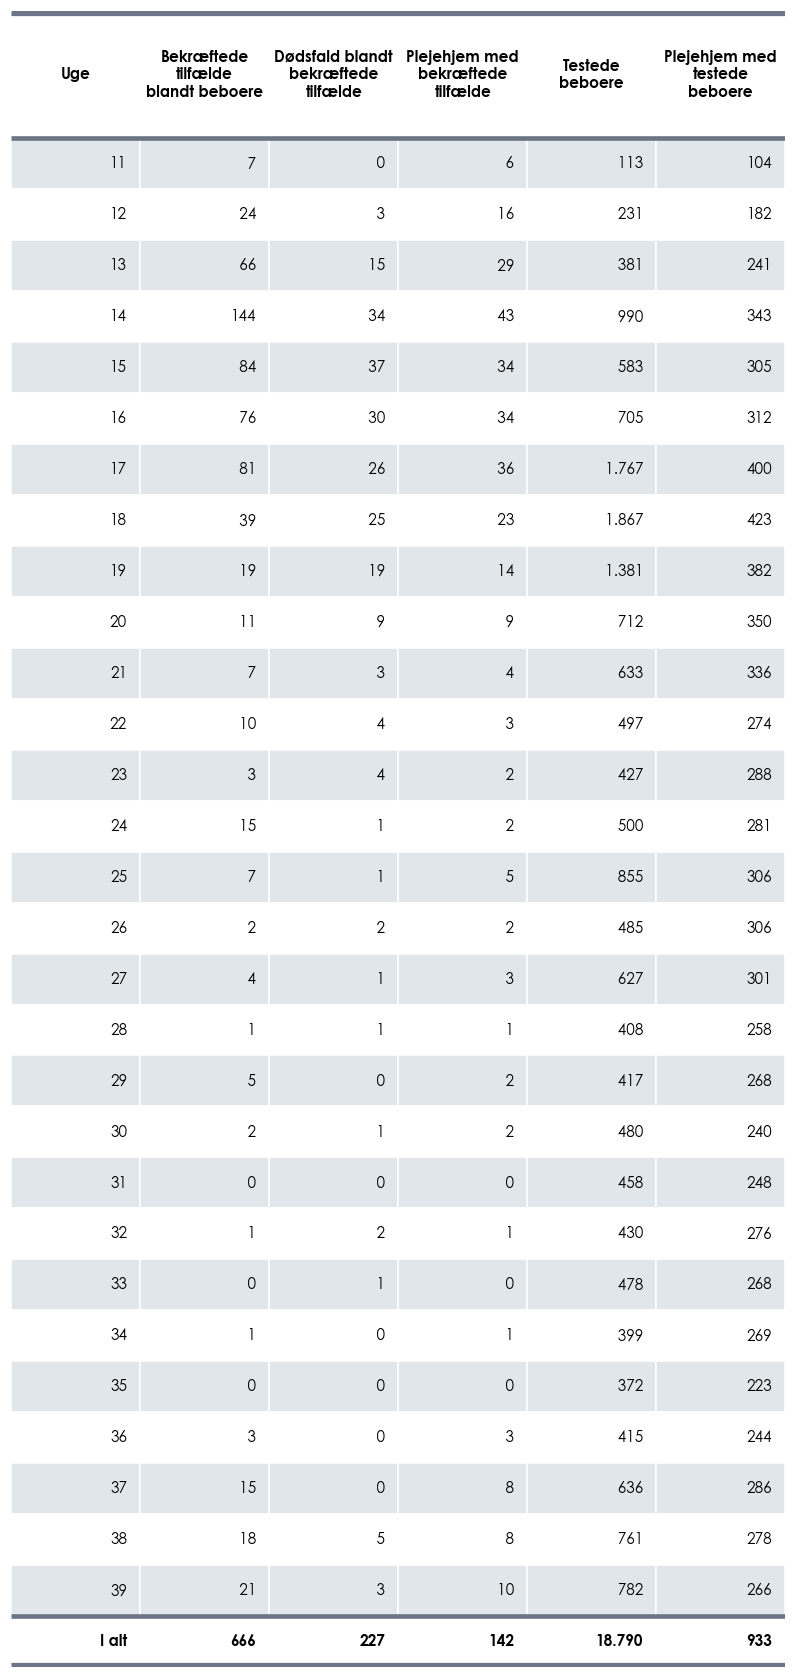 Uge Bekræftede tilfælde blandt beboere Dødsfald blandt bekræftede tilfælde Plejehjem med bekræftede tilfælde Testede beboere Plejehjem med testede beboere
11 7 0 6 113 104
12 24 3 16 231 182
13 66 15 29 381 241
14 144 34 43 990 343
15 84 37 34 583 305
16 76 30 34 705 312
17 81 26 36 1.767 400
18 39 25 23 1.867 423
19 19 19 14 1.381 382
20 11 9 9 712 350
21 7 3 4 633 336
22 10 4 3 497 274
23 3 4 2 427 288
24 15 1 2 500 281
25 7 1 5 855 306
26 2 2 2 485 306
27 4 1 3 627 301
28 1 1 1 408 258
29 5 0 2 417 268
30 2 1 2 480 240
31 0 0 0 458 248
32 1 2 1 430 276
33 0 1 0 478 268
34 1 0 1 399 269
35 0 0 0 372 223
36 3 0 3 415 244
37 15 0 8 636 286
38 18 5 8 761 278
39 21 3 10 782 266
I alt 666 227 142 18.790 933